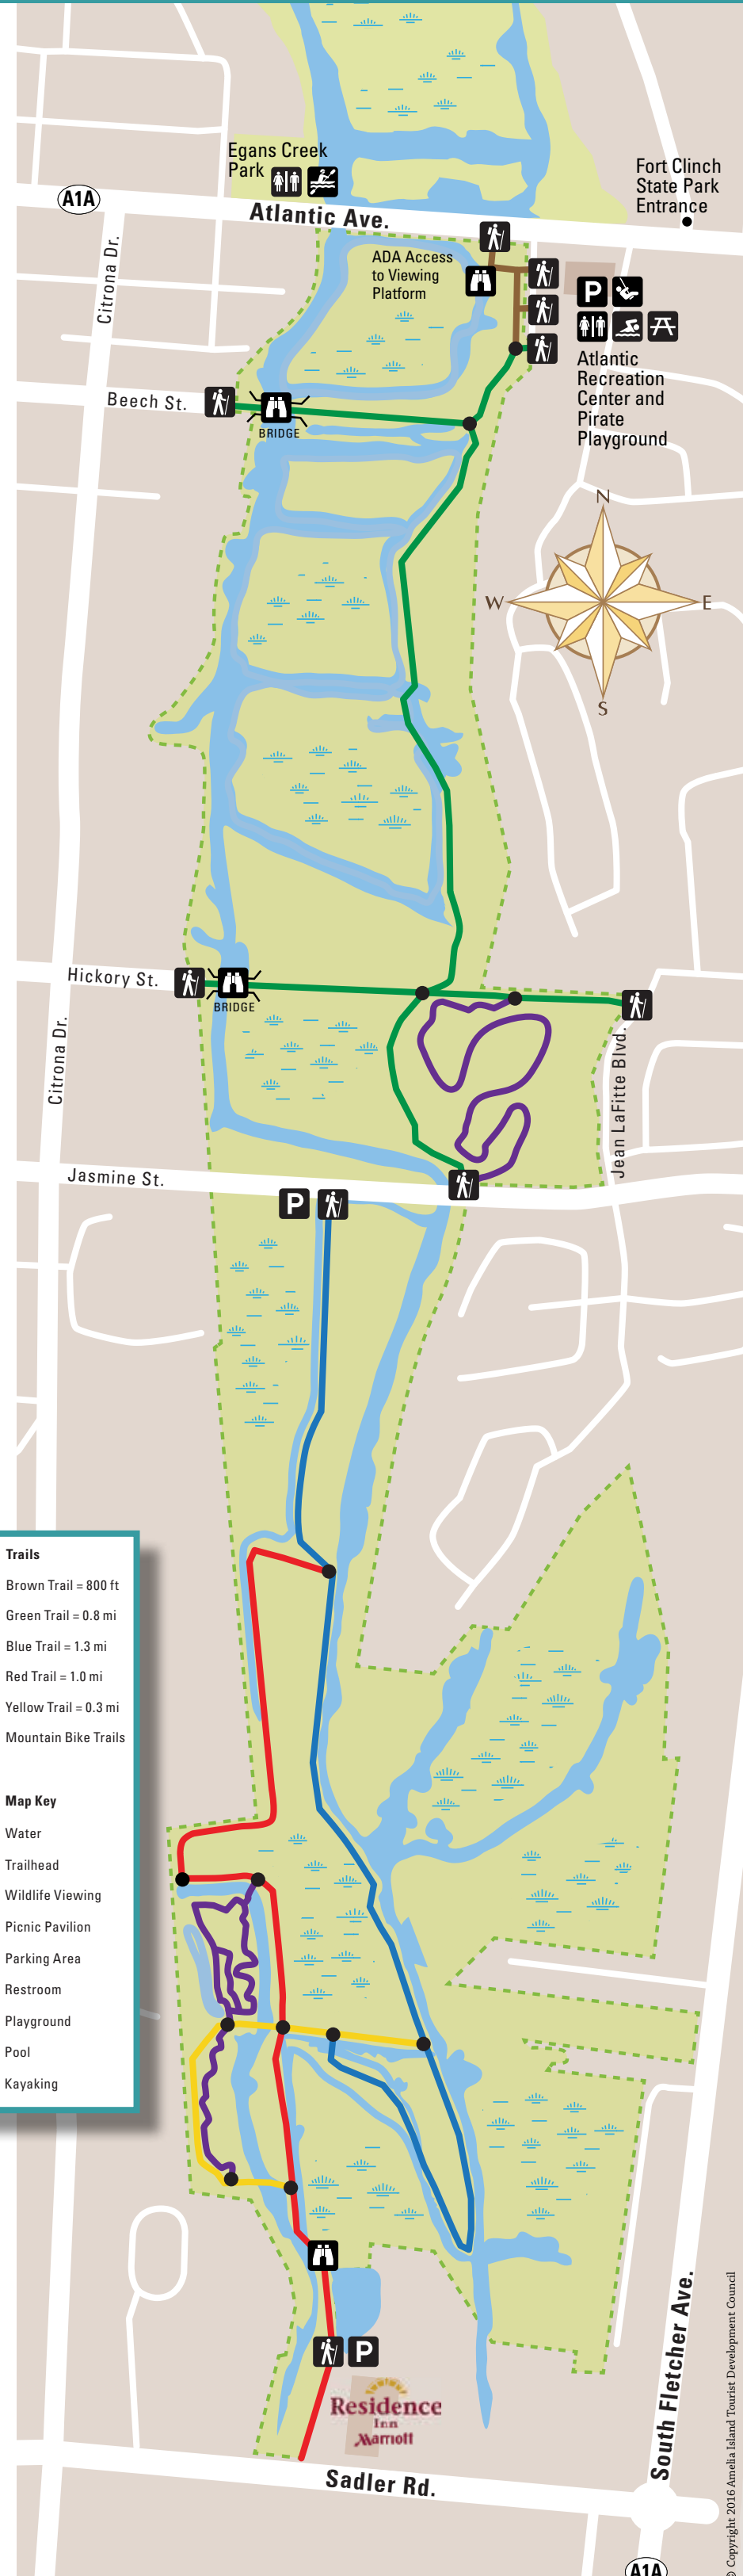 Egans Creek
Park
Fort Clinch
State Park
Entrance
A1A
Atlantic Ave.
Citrona Dr.
ADA Access
to Viewing
Platform
P
Atlantic
Recreation
Center and
Pirate
Playground
Beech St.
BRIDGE
N
W
E
S
Hickory St.
BRIDGE
Citrona Dr.
Jean LaFitte Blvd.
Jasmine St.
P
Trails
Brown Trail = 800 ft
Green Trail = 0.8 mi
Blue Trail = 1.3 mi
Red Trail = 1.0 mi
Yellow Trail = 0.3 mi
Mountain Bike Trails
Map Key
Water
Trailhead
Wildlife Viewing
Picnic Pavilion
Parking Area
Restroom
Playground
Pool
Kayaking
P
Residence
Inn
Marriott
South Fletcher Ave.
Sadler Rd.
A1A
© Copyright 2016 Amelia Island Tourist Development Council